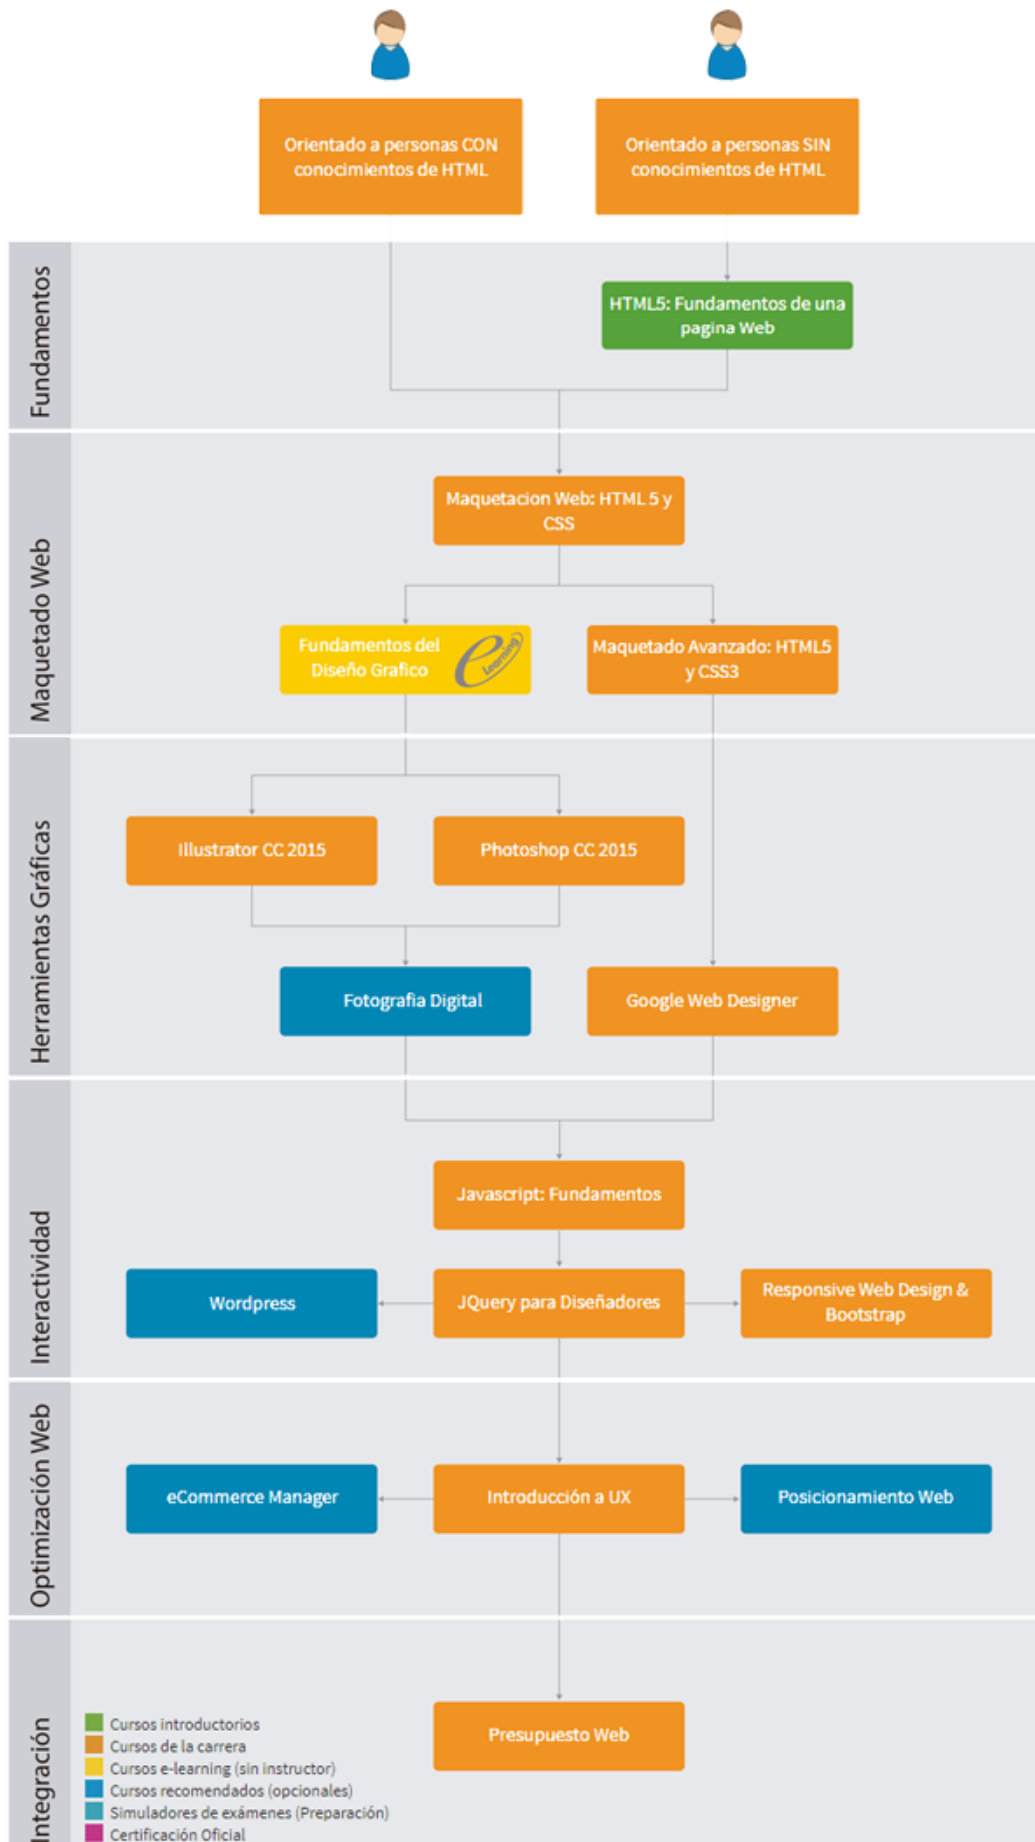 Orientado a personas CON
conocimientos de HTML
Orientado a personas SIN
conocimientos de HTML
Fundamentos
HTML5: Fundamentos de una
pagina Web
Maquetado Web
Maquetacion Web: HTML 5 y
CSS
Fundamentos del
Diseño Grafico
e Learning
Maquetado Avanzado: HTML5
y CSS3
Herramientas Gráficas
Illustrator CC 2015
Photoshop CC 2015
Fotografia Digital
Google Web Designer
Interactividad
Javascript: Fundamentos
Wordpress
JQuery para Diseñadores
Responsive Web Design &
Bootstrap
Optimización Web
eCommerce Manager
Introducción a UX
Posicionamiento Web
Integración
Presupuesto Web
Cursos introductorios
Cursos de la carrera
Cursos e-learning (sin instructor)
Cursos recomendados (opcionales)
Simuladores de exámenes (Preparación)
Certificación Oficial